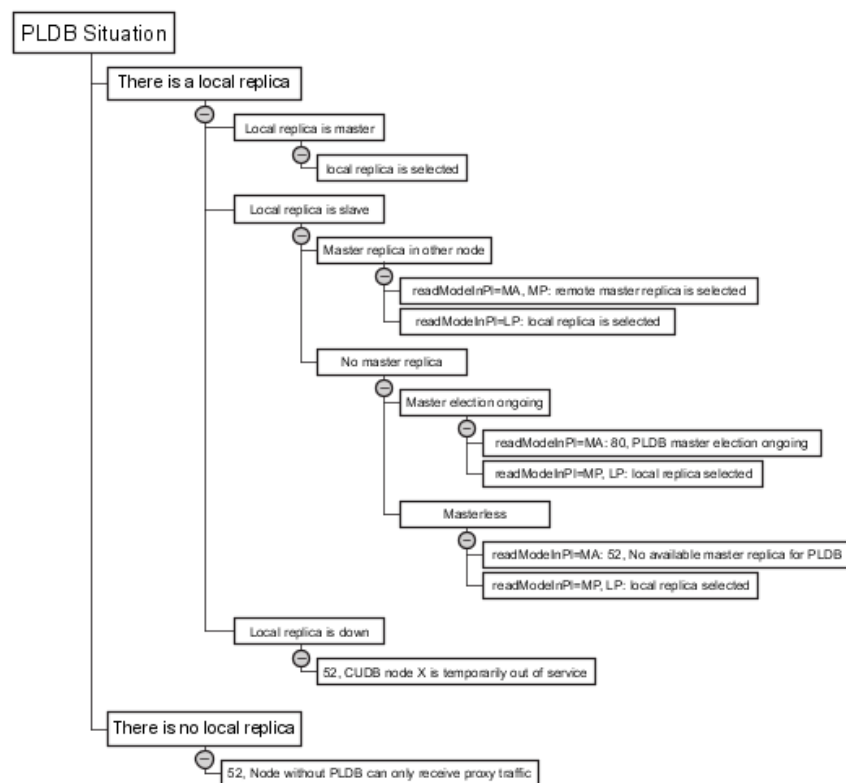 PLDB Situation
There is a local replica
Local replica is master
local replica is selected
Local replica is slave
Master replica in other node
readModeInPl=MA, MP: remote master replica is selected
readModeInPl=LP: local replica is selected
No master replica
Master election ongoing
readModeInPl=MA: 80, PLDB master election ongoing
readModeInPl=MP, LP: local replica selected
Masterless
readModeInPl=MA: 52, No available master replica for PLDB
readModeInPl=MP, LP: local replica selected
Local replica is down
52, CUDB node X is temporarily out of service
There is no local replica
52, Node without PLDB can only receive proxy traffic